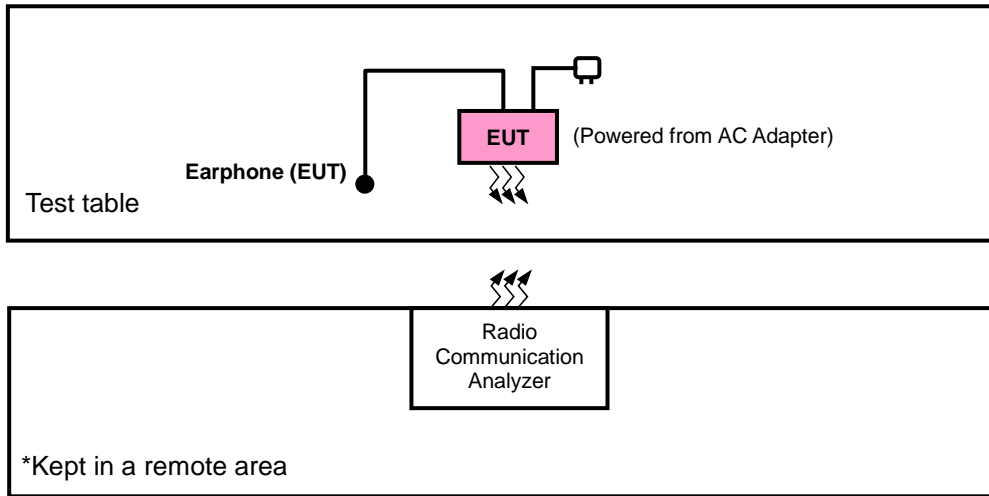 EUT
(Powered from AC Adapter)
Earphone (EUT)
Test table
Radio
Communication
Analyzer
*Kept in a remote area